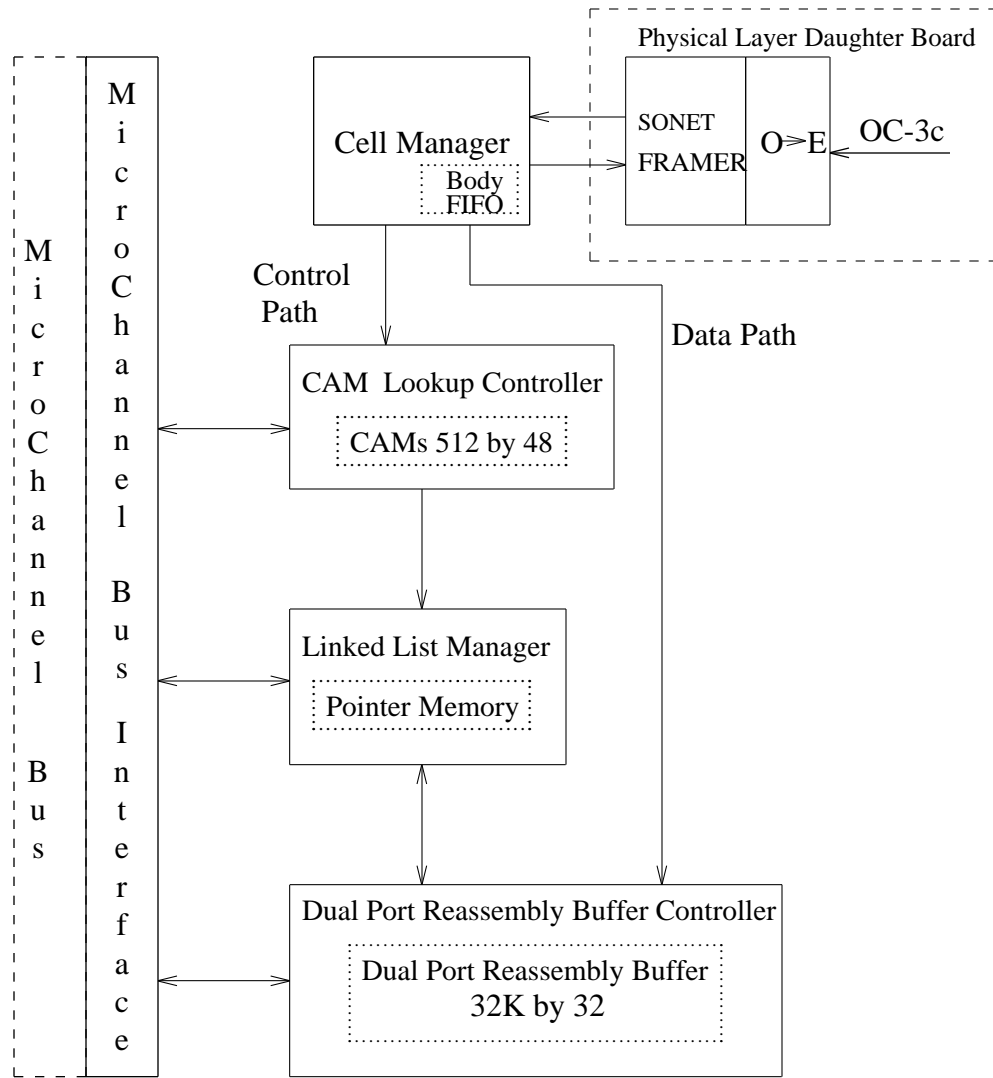 Physical Layer Daughter Board
SONET
FRAMER
O E
OC-3c
Cell Manager
Body
FIFO
Control
Path
Data Path
CAM Lookup Controller
CAMs 512 by 48
Linked List Manager
Pointer Memory
Dual Port Reassembly Buffer Controller
Dual Port Reassembly Buffer
32K by 32
MicroChannel Bus
MicroChannel Bus Interface